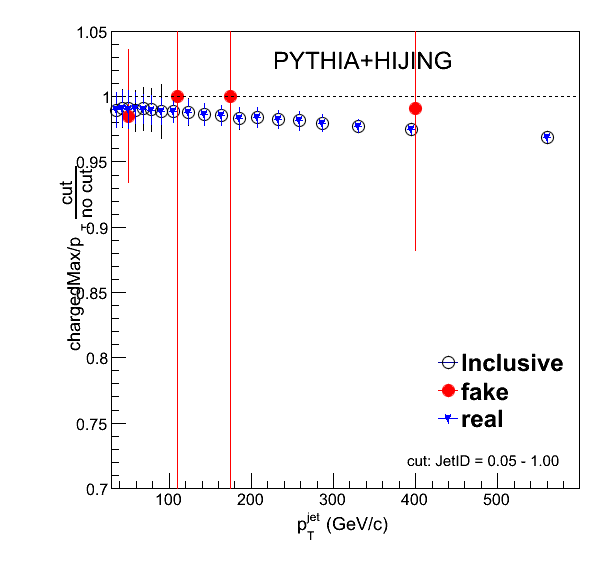 1.05
PYTHIA+HIJING
1
0.95
0.9
0.85
0.8
0.75
0.7
chargedMax/p_T cut
no cut
Inclusive
fake
real
cut: JetID = 0.05 - 1.00
100 200 300 400 500
p_T^jet (GeV/c)